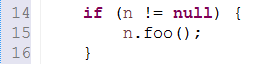 14 if (n != null) {
15 n.foo();
16 }